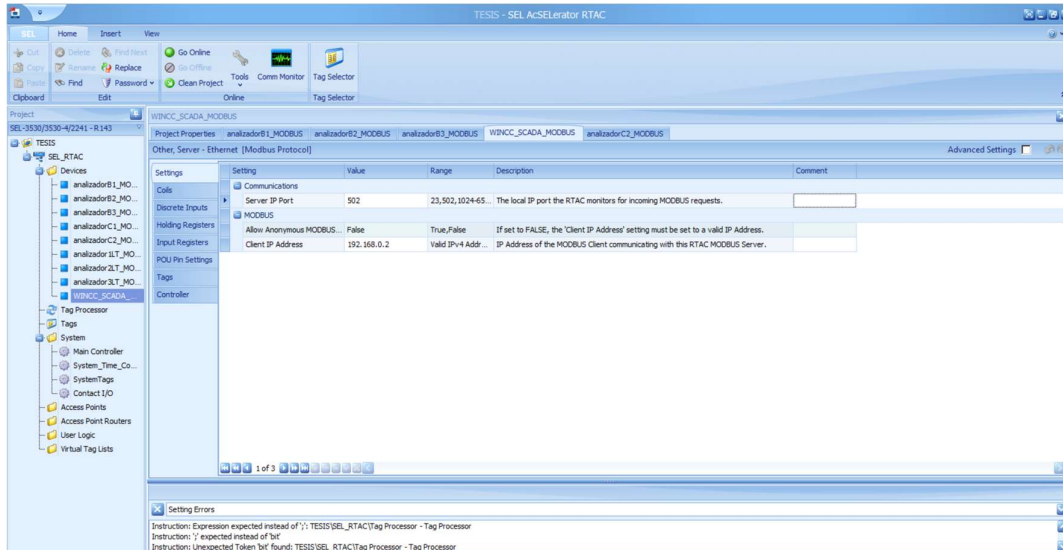 TESIS - SEL AcSELerator RTAC
SEL Home Insert View
Cut Delete Find Next Go Online
Copy Rename Replace Go Offline Tools Comm Monitor Tag Selector
Paste Find Password Clean Project
Clipboard Edit Online Tag Selector
Project
SEL-3530/3530-4/2241 - R143
TESIS
SEL_RTAC
Devices
analizadorB1_MO...
analizadorB2_MO...
analizadorB3_MO...
analizadorC1_MO...
analizadorC2_MO...
analizador1LT_MO...
analizador2LT_MO...
analizador3LT_MO...
WINCC_SCADA_...
Tag Processor
Tags
System
Main Controller
System_Time_Co...
SystemTags
Contact I/O
Access Points
Access Point Routers
User Logic
Virtual Tag Lists
WINCC_SCADA_MODBUS
Project Properties analizadorB1_MODBUS analizadorB2_MODBUS analizadorB3_MODBUS WINCC_SCADA_MODBUS analizadorC2_MODBUS
Other, Server - Ethernet [Modbus Protocol] Advanced Settings
Settings
Coils
Discrete Inputs
Holding Registers
Input Registers
POU Pin Settings
Tags
Controller
Setting Value Range Description Comment
Communications
Server IP Port 502 23,502,1024-65... The local IP port the RTAC monitors for incoming MODBUS requests.
MODBUS
Allow Anonymous MODBUS... False True,False If set to FALSE, the 'Client IP Address' setting must be set to a valid IP Address.
Client IP Address 192.168.0.2 Valid IPv4 Addr... IP Address of the MODBUS Client communicating with this RTAC MODBUS Server.
1 of 3
Setting Errors
Instruction: Expression expected instead of ';': TESIS\SEL_RTAC\Tag Processor - Tag Processor
Instruction: ';' expected instead of 'bit'
Instruction: Unexpected Token 'bit' found: TESIS\SEL_RTAC\Tag Processor - Tag Processor